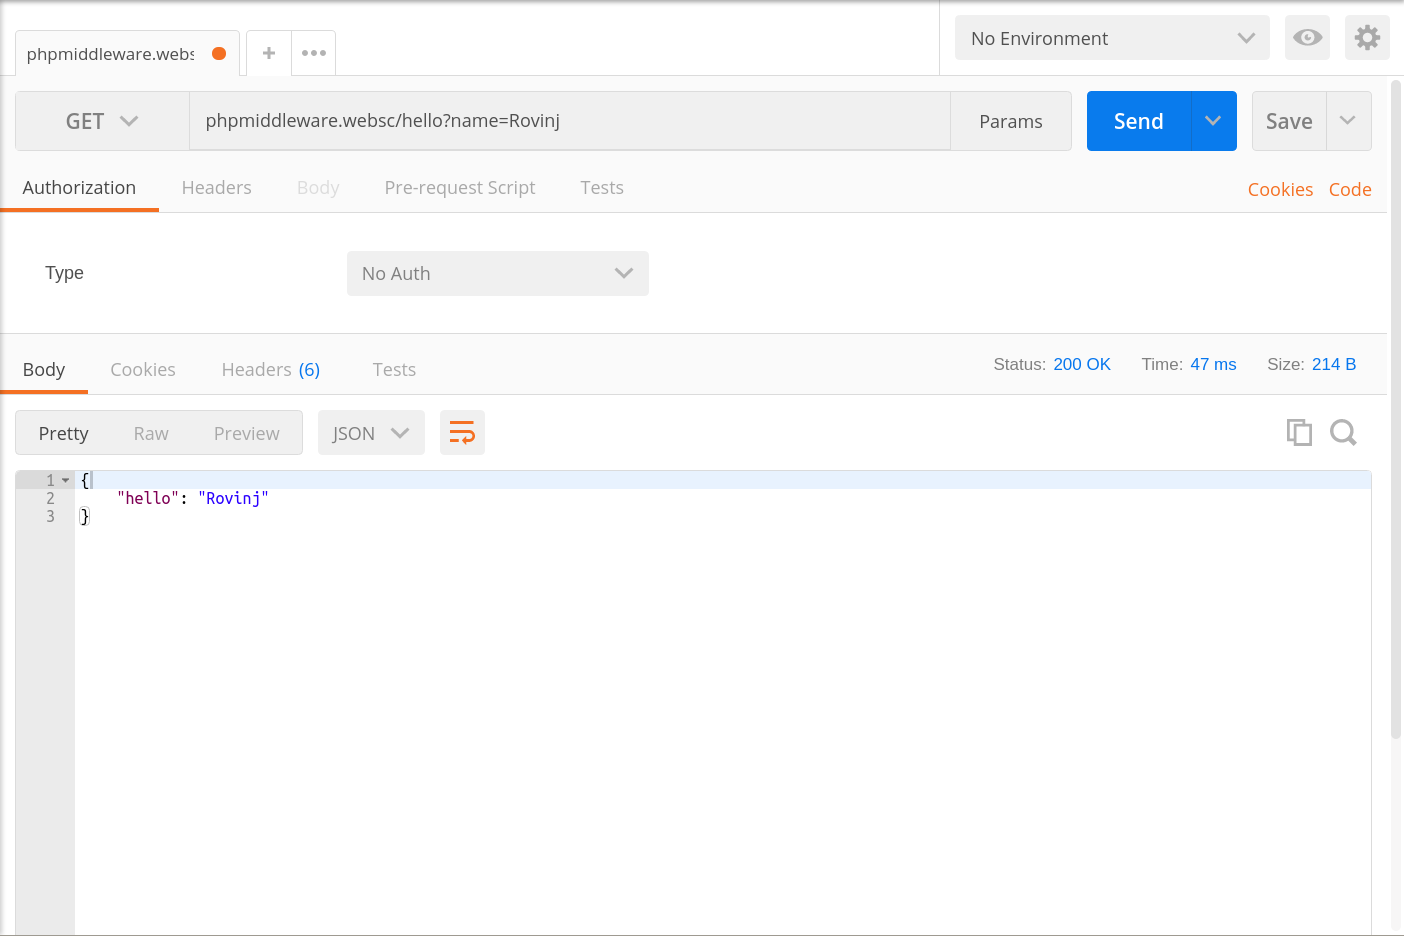 phpmiddleware.webs
No Environment
GET
phpmiddleware.websc/hello?name=Rovinj
Params
Send
Save
Authorization
Headers
Body
Pre-request Script
Tests
Cookies
Code
Type
No Auth
Body
Cookies
Headers (6)
Tests
Status: 200 OK
Time: 47 ms
Size: 214 B
Pretty
Raw
Preview
JSON
1 {
2 "hello": "Rovinj"
3 }